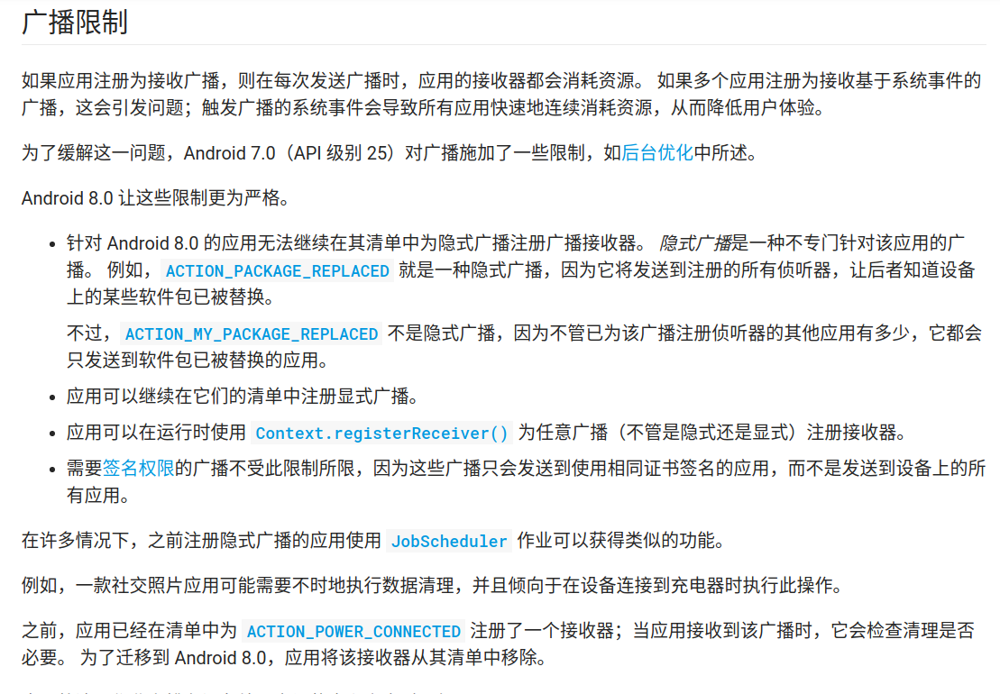 广播限制
如果应用注册为接收广播，则在每次发送广播时，应用的接收器都会消耗资源。 如果多个应用注册为接收基于系统事件的
广播，这会引发问题；触发广播的系统事件会导致所有应用快速地连续消耗资源，从而降低用户体验。
为了缓解这一问题，Android 7.0（API 级别 25）对广播施加了一些限制，如后台优化中所述。
Android 8.0 让这些限制更为严格。
• 针对 Android 8.0 的应用无法继续在其清单中为隐式广播注册广播接收器。 隐式广播是一种不专门针对该应用的广
播。 例如， ACTION_PACKAGE_REPLACED 就是一种隐式广播，因为它将发送到注册的所有侦听器，让后者知道设备
上的某些软件包已被替换。
不过， ACTION_MY_PACKAGE_REPLACED 不是隐式广播，因为不管已为该广播注册侦听器的其他应用有多少，它都会
只发送到软件包已被替换的应用。
• 应用可以继续在它们的清单中注册显式广播。
• 应用可以在运行时使用 Context.registerReceiver() 为任意广播（不管是隐式还是显式）注册接收器。
• 需要签名权限的广播不受此限制所限，因为这些广播只会发送到使用相同证书签名的应用，而不是发送到设备上的所
有应用。
在许多情况下，之前注册隐式广播的应用使用 JobScheduler 作业可以获得类似的功能。
例如，一款社交照片应用可能需要不时地执行数据清理，并且倾向于在设备连接到充电器时执行此操作。
之前，应用已经在清单中为 ACTION_POWER_CONNECTED 注册了一个接收器；当应用接收到该广播时，它会检查清理是否
必要。 为了迁移到 Android 8.0，应用将该接收器从其清单中移除。